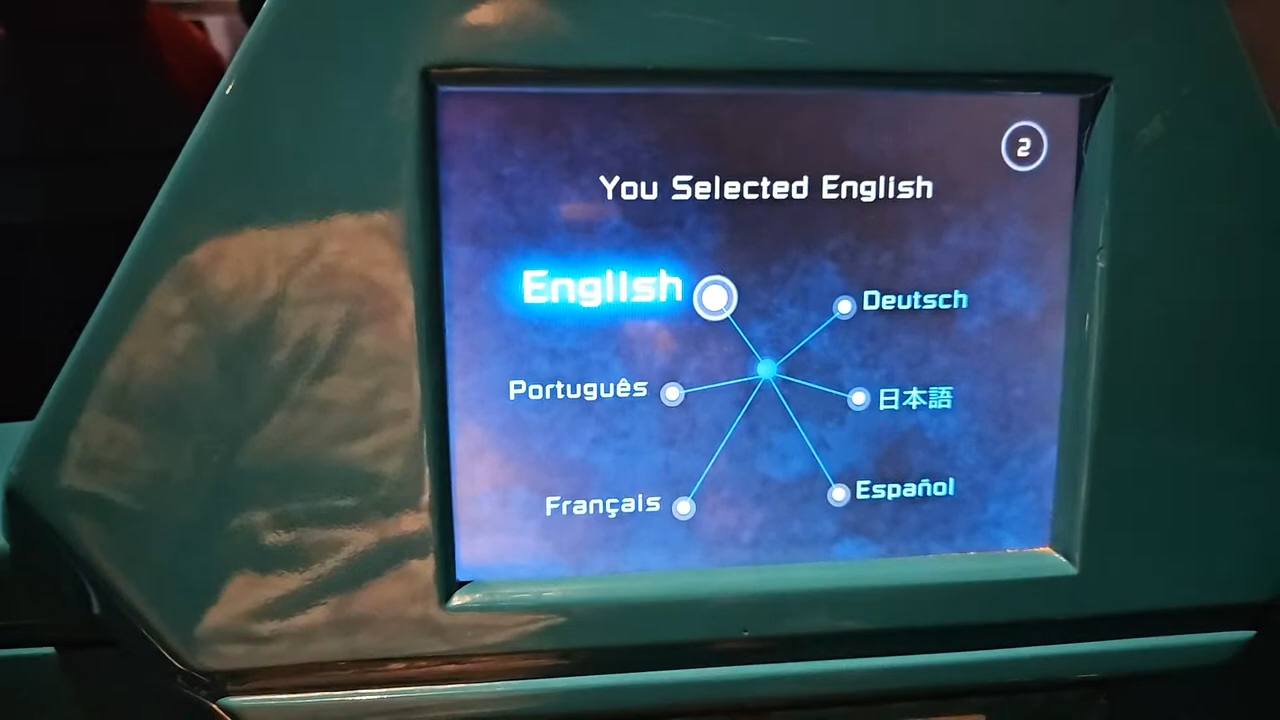 2
You Selected English
English
Deutsch
Português
日本語
Français
Español